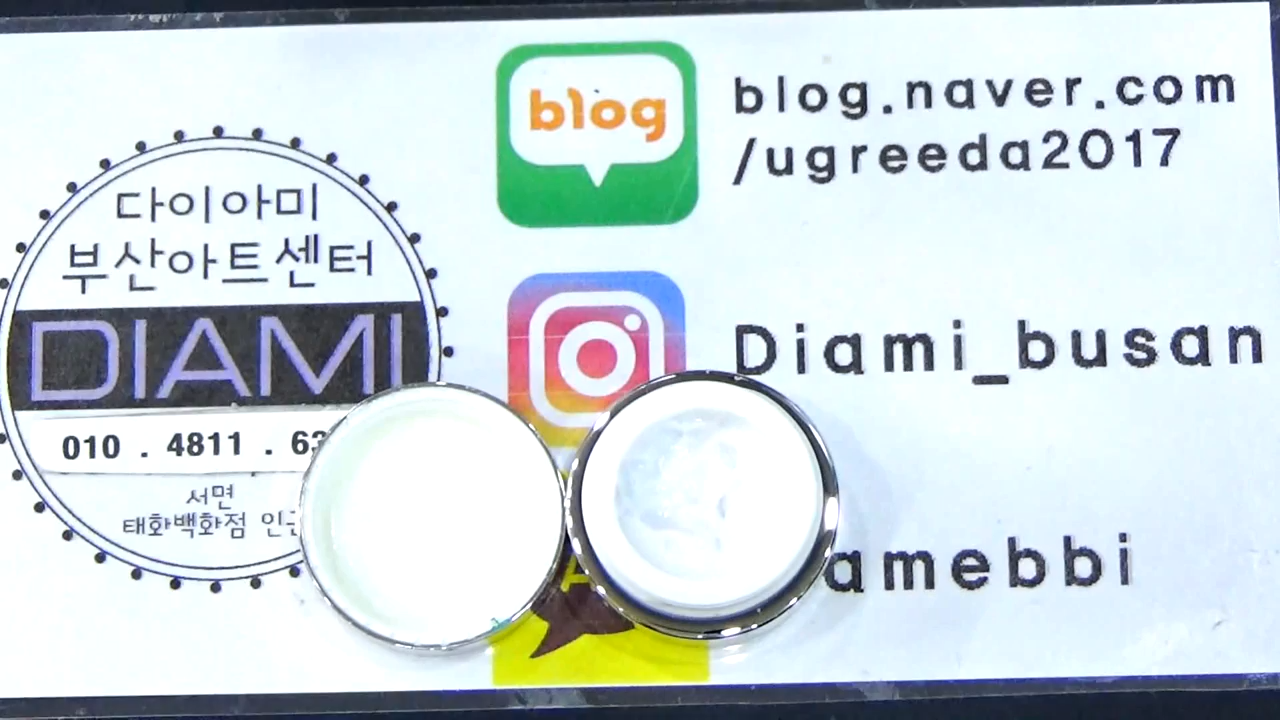 다이아미
부산아트센터
DIAMI
010 . 4811 . 63
서면
태화백화점
blog
blog.naver.com
/ugreeda2017
Diami_busan
amebbi